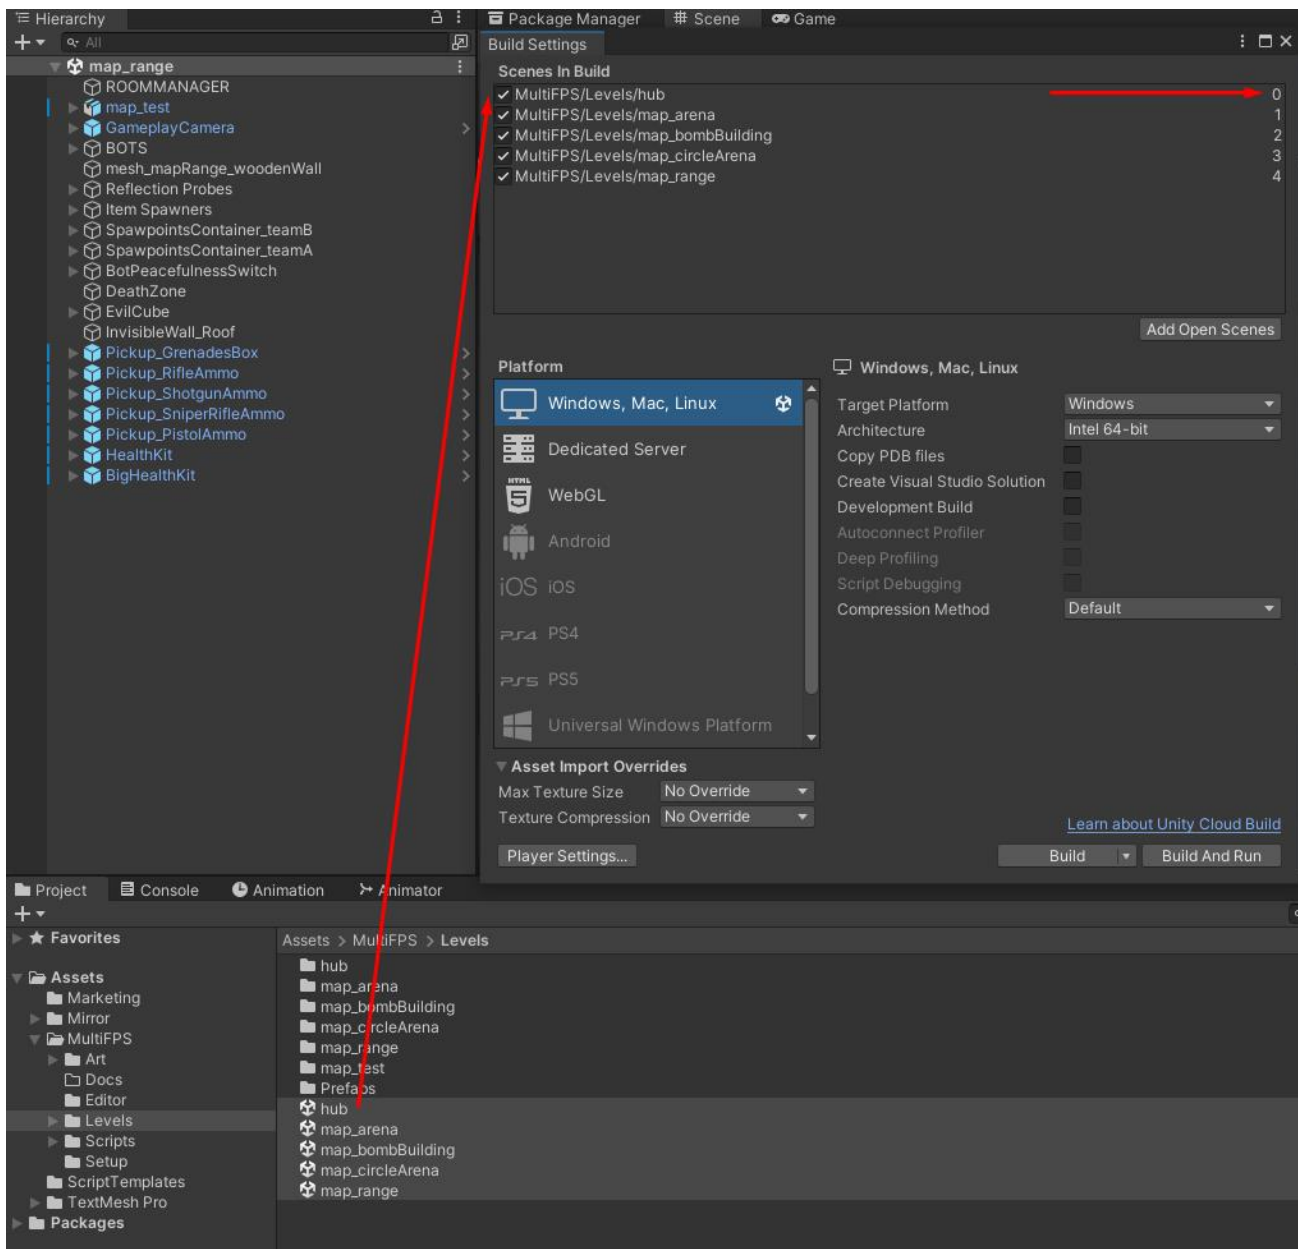 Hierarchy
All
map_range
ROOMMANAGER
map_test
GameplayCamera
BOTS
mesh_mapRange_woodenWall
Reflection Probes
Item Spawners
SpawpointsContainer_teamB
SpawpointsContainer_teamA
BotPeacefulnessSwitch
DeathZone
EvilCube
InvisibleWall_Roof
Pickup_GrenadesBox
Pickup_RifleAmmo
Pickup_ShotgunAmmo
Pickup_SniperRifleAmmo
Pickup_PistolAmmo
HealthKit
BigHealthKit
Package Manager Scene Game
Build Settings
Scenes In Build
MultiFPS/Levels/hub 0
MultiFPS/Levels/map_arena 1
MultiFPS/Levels/map_bombBuilding 2
MultiFPS/Levels/map_circleArena 3
MultiFPS/Levels/map_range 4
Add Open Scenes
Platform
Windows, Mac, Linux
Dedicated Server
HTML 5 WebGL
Android
iOS iOS
PS4 PS4
PS5 PS5
Universal Windows Platform
Windows, Mac, Linux
Target Platform Windows
Architecture Intel 64-bit
Copy PDB files
Create Visual Studio Solution
Development Build
Autoconnect Profiler
Deep Profiling
Script Debugging
Compression Method Default
Asset Import Overrides
Max Texture Size No Override
Texture Compression No Override
Learn about Unity Cloud Build
Player Settings... Build Build And Run
Project Console Animation Animator
Favorites
Assets
Marketing
Mirror
MultiFPS
Art
Docs
Editor
Levels
Scripts
Setup
ScriptTemplates
TextMesh Pro
Packages
Assets > MultiFPS > Levels
hub
map_arena
map_bombBuilding
map_circleArena
map_range
map_test
Prefabs
hub
map_arena
map_bombBuilding
map_circleArena
map_range